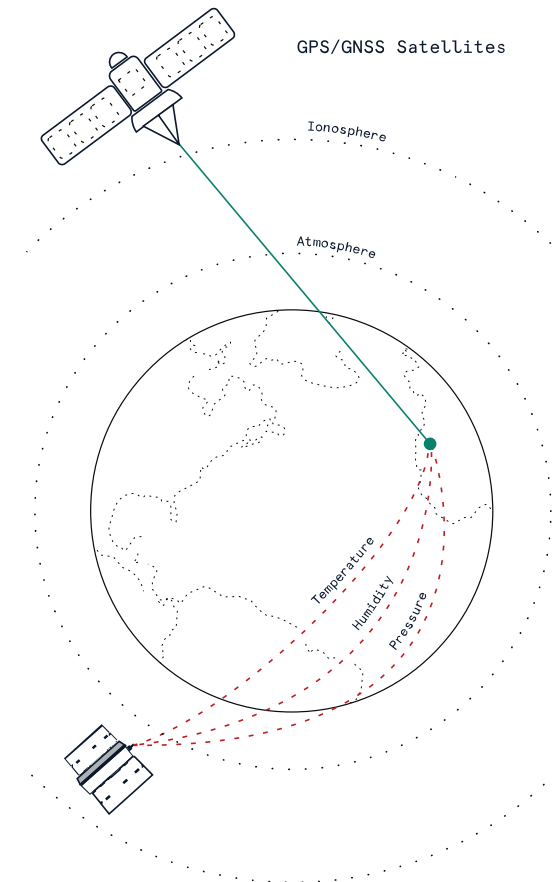 GPS/GNSS Satellites
Ionosphere
Atmosphere
Temperature
Humidity
Pressure